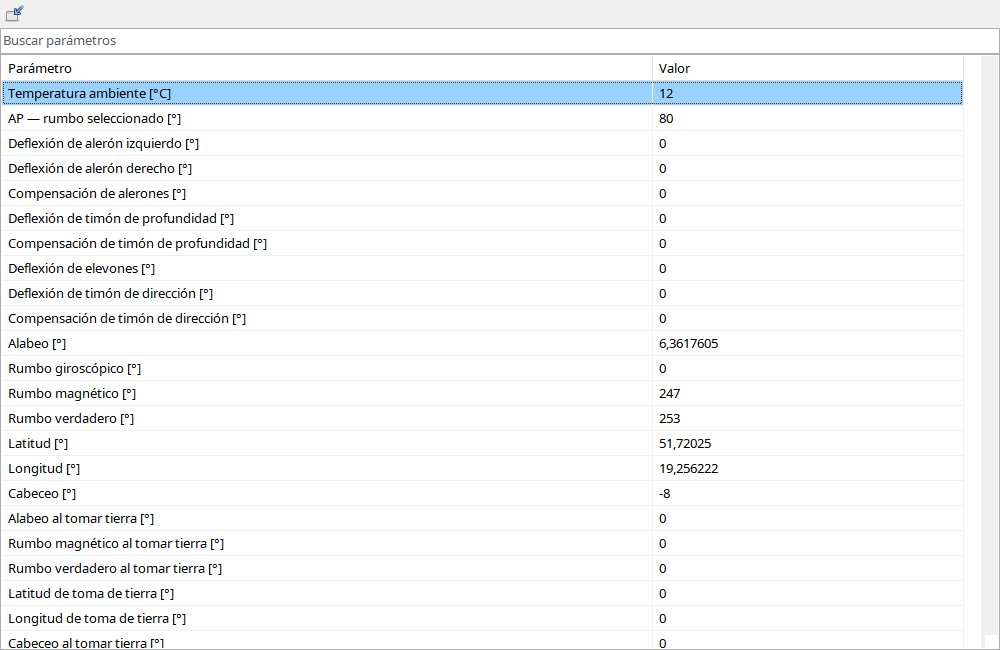 Buscar parámetros
Parámetro Valor
Temperatura ambiente [°C] 12
AP — rumbo seleccionado [°] 80
Deflexión de alerón izquierdo [°] 0
Deflexión de alerón derecho [°] 0
Compensación de alerones [°] 0
Deflexión de timón de profundidad [°] 0
Compensación de timón de profundidad [°] 0
Deflexión de elevones [°] 0
Deflexión de timón de dirección [°] 0
Compensación de timón de dirección [°] 0
Alabeo [°] 6,3617605
Rumbo giroscópico [°] 0
Rumbo magnético [°] 247
Rumbo verdadero [°] 253
Latitud [°] 51,72025
Longitud [°] 19,256222
Cabeceo [°] -8
Alabeo al tomar tierra [°] 0
Rumbo magnético al tomar tierra [°] 0
Rumbo verdadero al tomar tierra [°] 0
Latitud de toma de tierra [°] 0
Longitud de toma de tierra [°] 0
Cabeceo al tomar tierra [°] 0